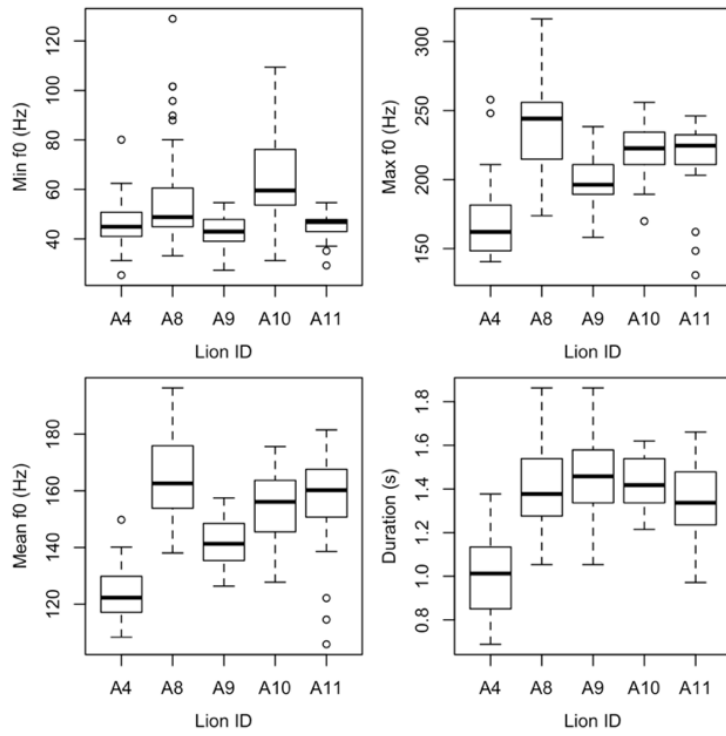 Min f0 (Hz)
120
100
80
60
40
A4 A8 A9 A10 A11
Lion ID
Max f0 (Hz)
300
250
200
150
A4 A8 A9 A10 A11
Lion ID
Mean f0 (Hz)
180
160
140
120
A4 A8 A9 A10 A11
Lion ID
Duration (s)
1.8
1.6
1.4
1.2
1.0
0.8
A4 A8 A9 A10 A11
Lion ID